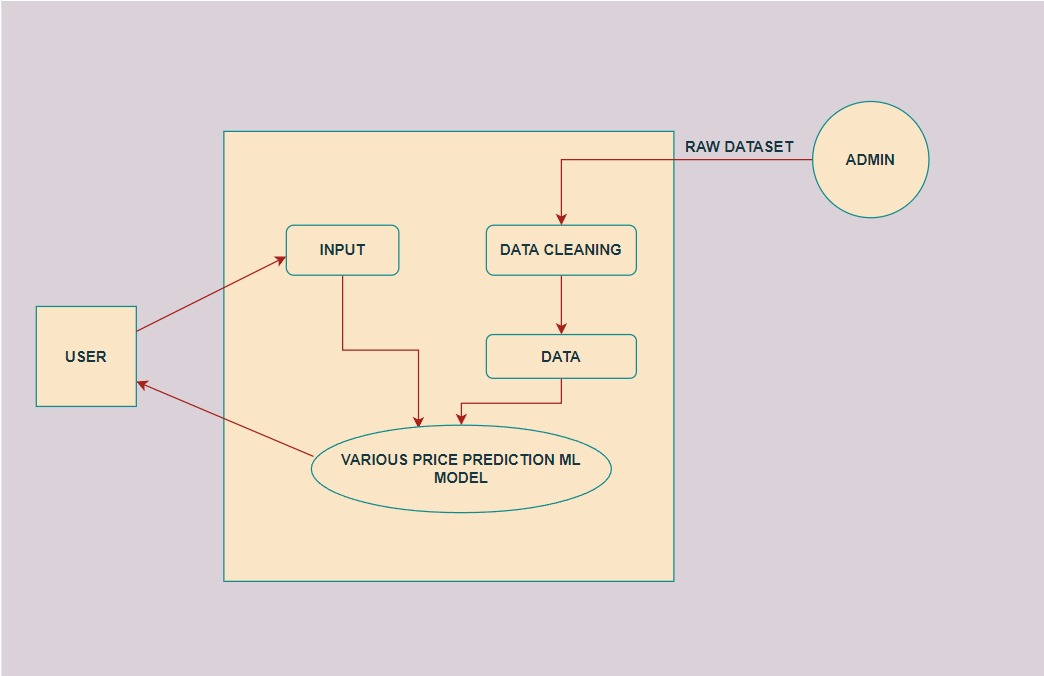 RAW DATASET
ADMIN
INPUT
DATA CLEANING
USER
DATA
VARIOUS PRICE PREDICTION ML
MODEL